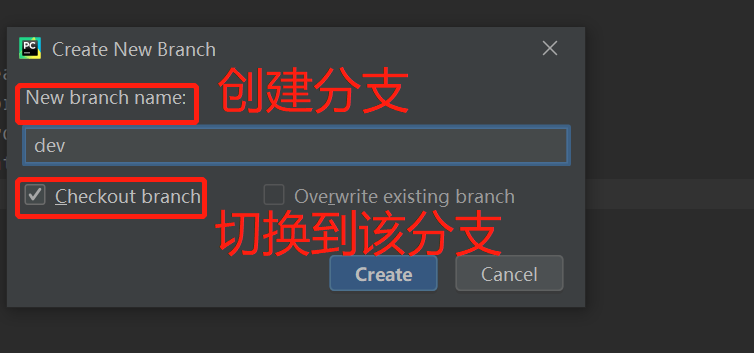 PC Create New Branch
New branch name: 创建分支
dev
Checkout branch Overwrite existing branch
切换到该分支
Create Cancel